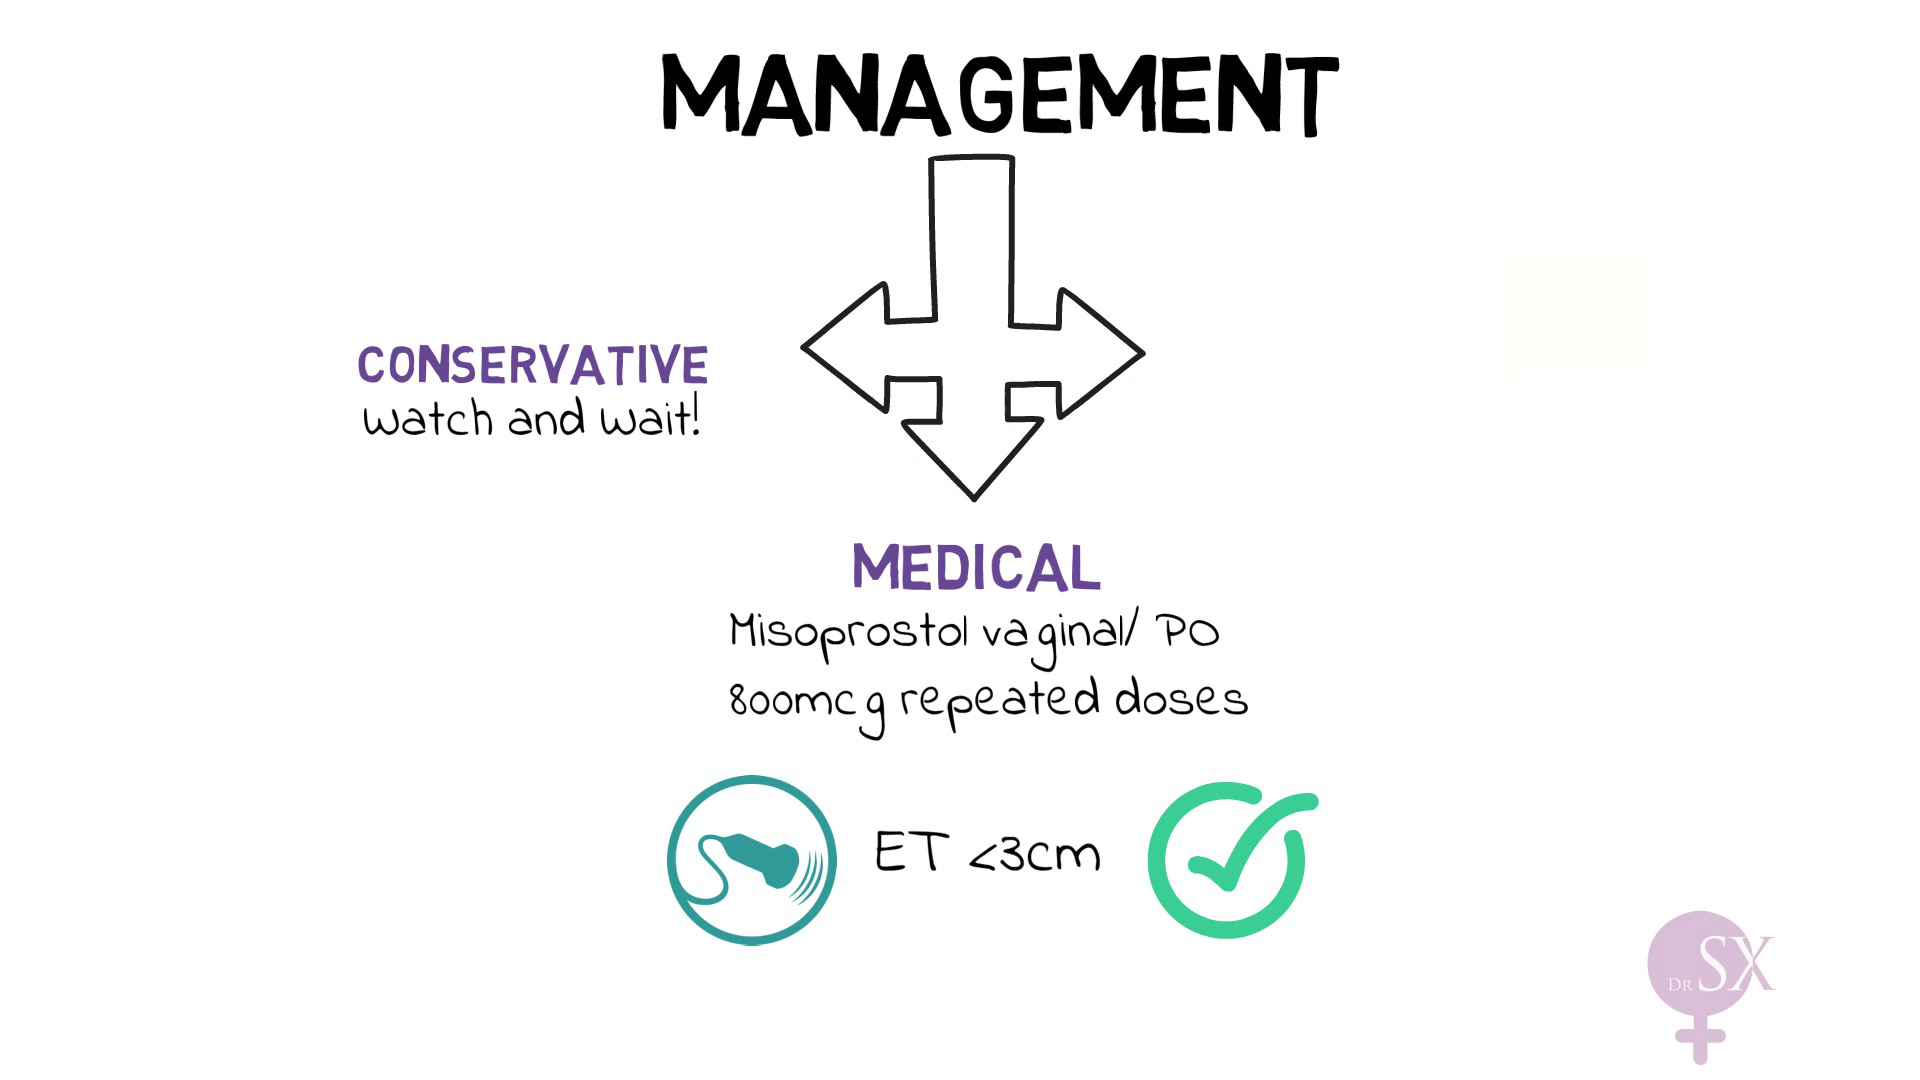 MANAGEMENT
CONSERVATIVE
Watch and wait!
MEDICAL
Misoprostol vaginal/ PO
800mcg repeated doses
ET <3cm
DR SX